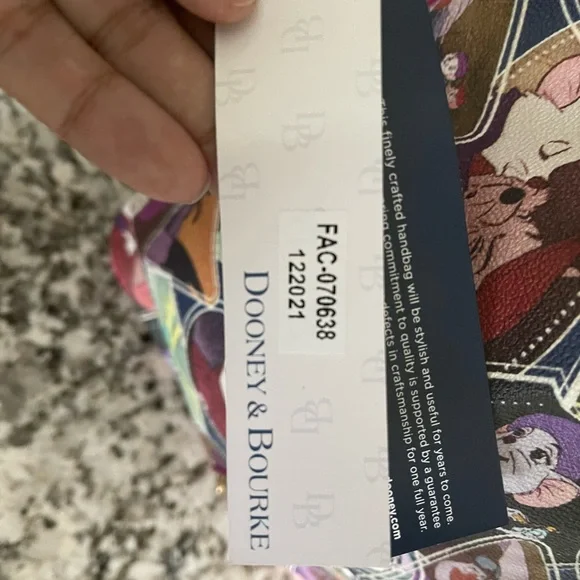 FAC-070638
122021
DOONEY & BOURKE
This finely crafted handbag will be stylish and useful for years to come.
commitment to quality is supported by a guarantee
defects in craftsmanship for one full year.
dooney.com